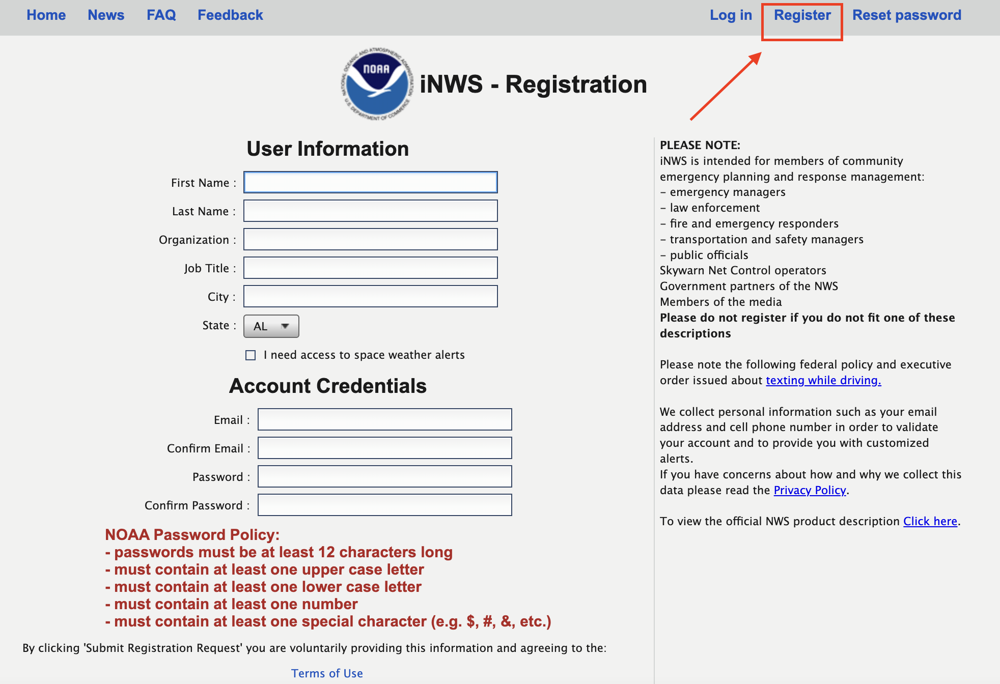 Home News FAQ Feedback Log in Register Reset password
NATIONAL OCEANIC AND ATMOSPHERIC ADMINISTRATION
NOAA
U.S. DEPARTMENT OF COMMERCE
iNWS - Registration
User Information
First Name :
Last Name :
Organization :
Job Title :
City :
State : AL
I need access to space weather alerts
Account Credentials
Email :
Confirm Email :
Password :
Confirm Password :
NOAA Password Policy:
- passwords must be at least 12 characters long
- must contain at least one upper case letter
- must contain at least one lower case letter
- must contain at least one number
- must contain at least one special character (e.g. $, #, &, etc.)
By clicking 'Submit Registration Request' you are voluntarily providing this information and agreeing to the:
Terms of Use
PLEASE NOTE:
iNWS is intended for members of community
emergency planning and response management:
– emergency managers
– law enforcement
– fire and emergency responders
– transportation and safety managers
– public officials
Skywarn Net Control operators
Government partners of the NWS
Members of the media
Please do not register if you do not fit one of these
descriptions
Please note the following federal policy and executive
order issued about texting while driving.
We collect personal information such as your email
address and cell phone number in order to validate
your account and to provide you with customized
alerts.
If you have concerns about how and why we collect this
data please read the Privacy Policy.
To view the official NWS product description Click here.